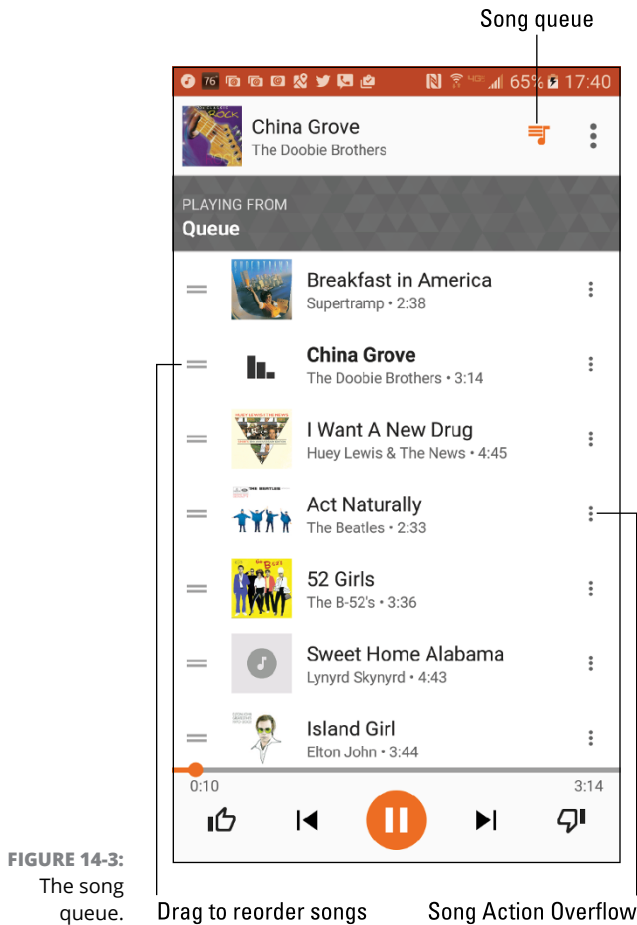 Song queue
76°
4G
65% 17:40
China Grove
The Doobie Brothers
PLAYING FROM
Queue
Breakfast in America
Supertramp • 2:38
China Grove
The Doobie Brothers • 3:14
I Want A New Drug
Huey Lewis & The News • 4:45
THE BEATLES
Act Naturally
The Beatles • 2:33
52 Girls
The B-52's • 3:36
Sweet Home Alabama
Lynyrd Skynyrd • 4:43
Island Girl
Elton John • 3:44
0:10
3:14
FIGURE 14-3:
The song
queue.
Drag to reorder songs
Song Action Overflow